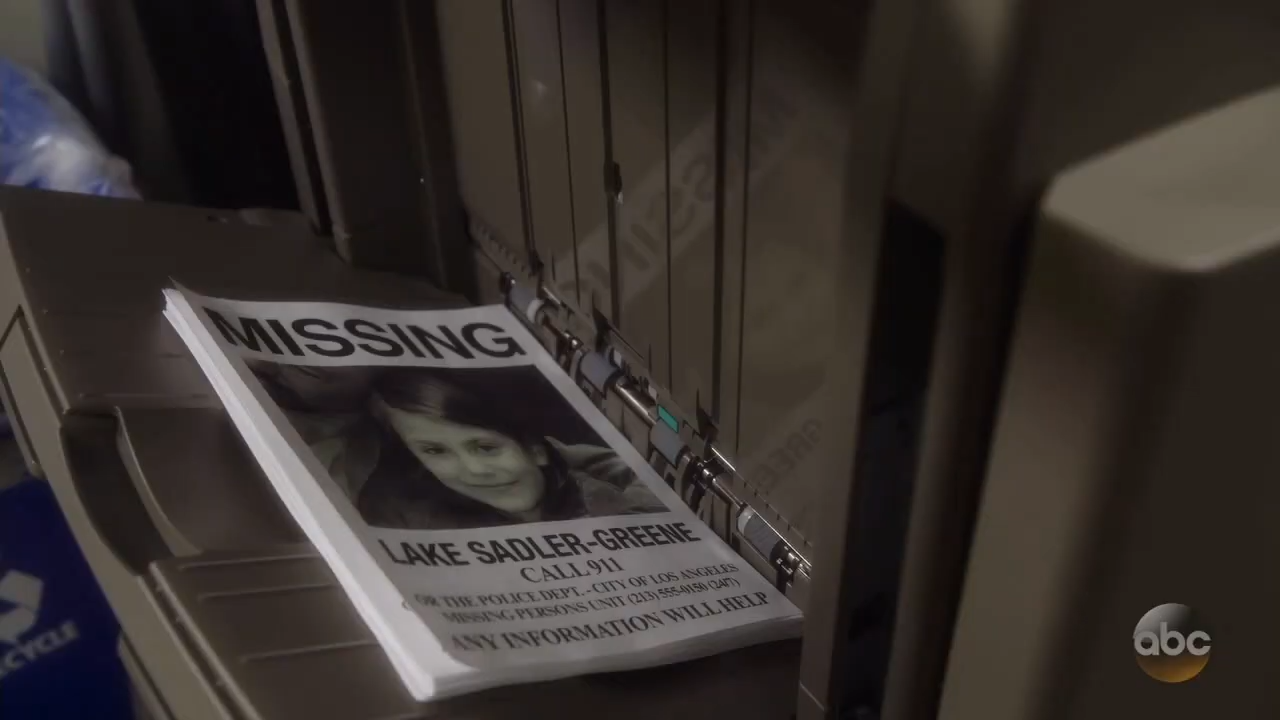 MISSING
MISSING
LAKE SADLER-GREENE
CALL 911
OR THE POLICE DEPT. - CITY OF LOS ANGELES
MISSING PERSONS UNIT (213) 555-0150 (24/7)
ANY INFORMATION WILL HELP
abc